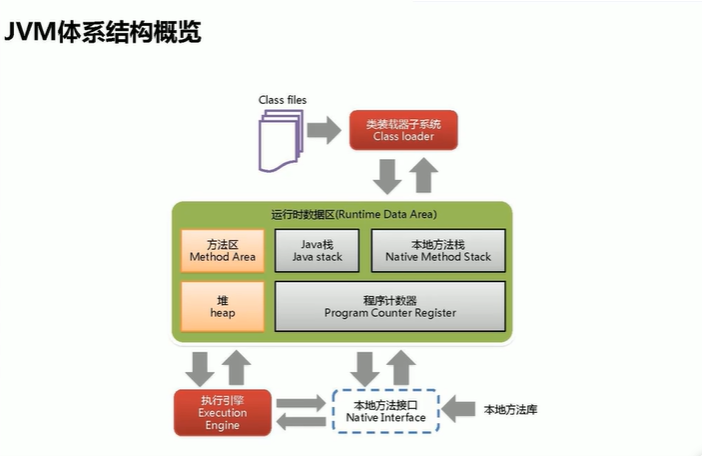 JVM体系结构概览
Class files
类装载器子系统
Class loader
运行时数据区(Runtime Data Area)
方法区
Method Area
Java栈
Java stack
本地方法栈
Native Method Stack
堆
heap
程序计数器
Program Counter Register
执行引擎
Execution
Engine
本地方法接口
Native Interface
本地方法库